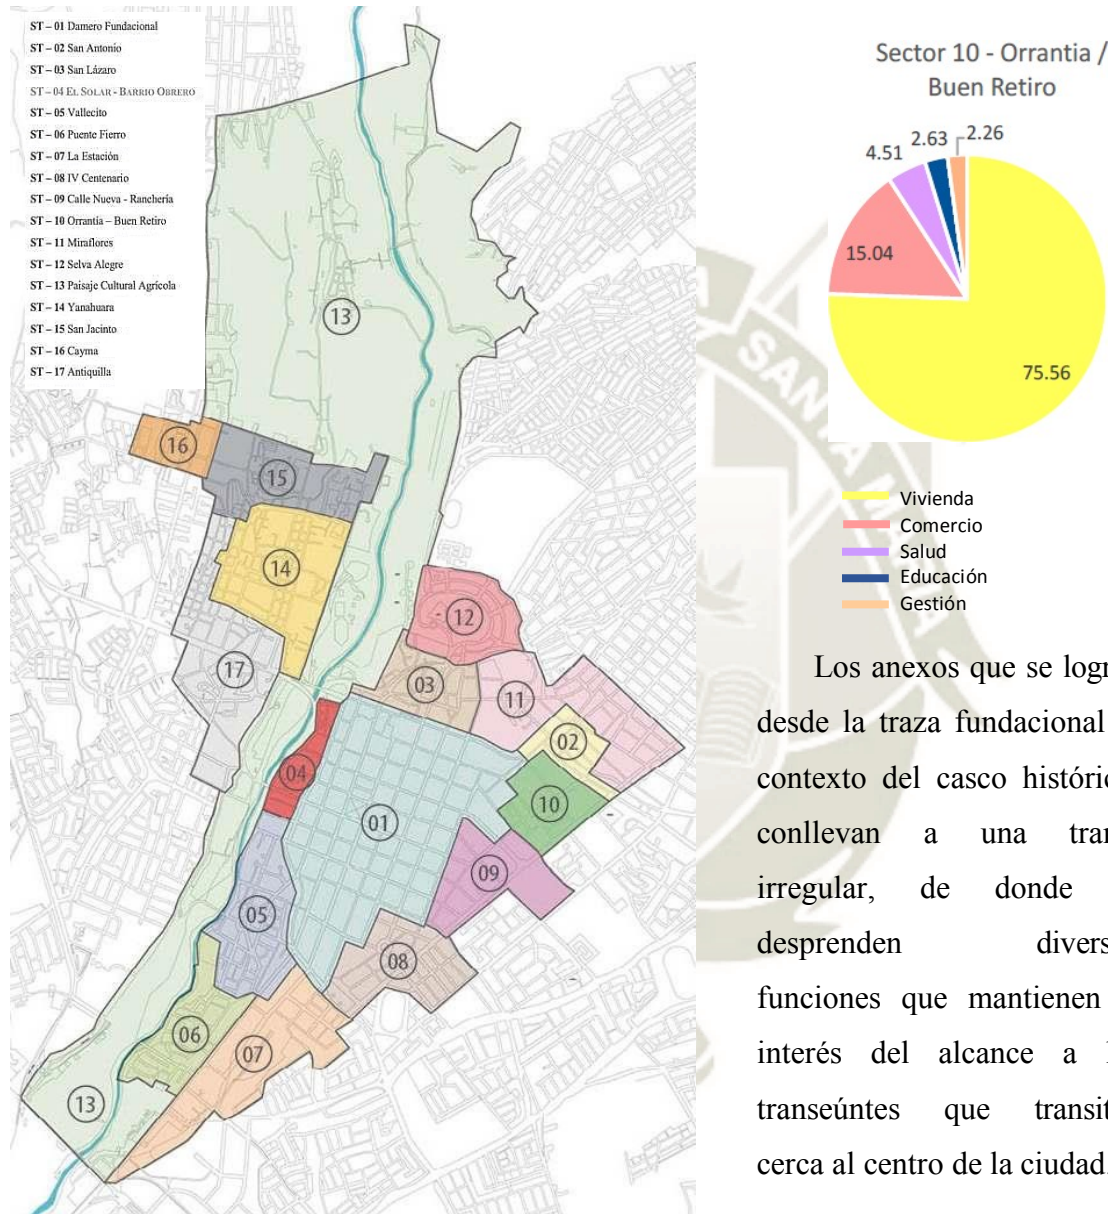 ST – 01 Damero Fundacional
ST – 02 San Antonio
ST – 03 San Lázaro
ST – 04 EL SOLAR - BARRIO OBRERO
ST – 05 Vallecito
ST – 06 Puente Fierro
ST – 07 La Estación
ST – 08 IV Centenario
ST – 09 Calle Nueva - Ranchería
ST – 10 Orrantia – Buen Retiro
ST – 11 Miraflores
ST – 12 Selva Alegre
ST – 13 Paisaje Cultural Agrícola
ST – 14 Yanahuara
ST – 15 San Jacinto
ST – 16 Cayma
ST – 17 Antiquilla
13
16
15
14
12
17
03
11
02
04
10
01
09
05
08
06
07
13
Sector 10 - Orrantia /
Buen Retiro
4.51
2.63
2.26
15.04
75.56
Vivienda
Comercio
Salud
Educación
Gestión
SANTA MA
Los anexos que se logr
desde la traza fundacional
contexto del casco históric
conllevan a una tran
irregular, de donde
desprenden divers
funciones que mantienen
interés del alcance a l
transeúntes que transit
cerca al centro de la ciudad.